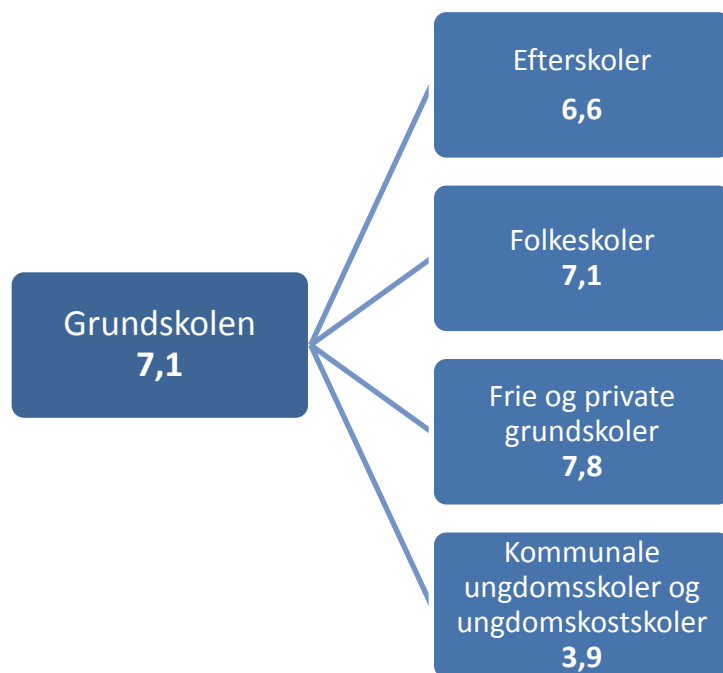 Grundskolen
7,1
Efterskoler
6,6
Folkeskoler
7,1
Frie og private
grundskoler
7,8
Kommunale
ungdomsskoler og
ungdomskostskoler
3,9